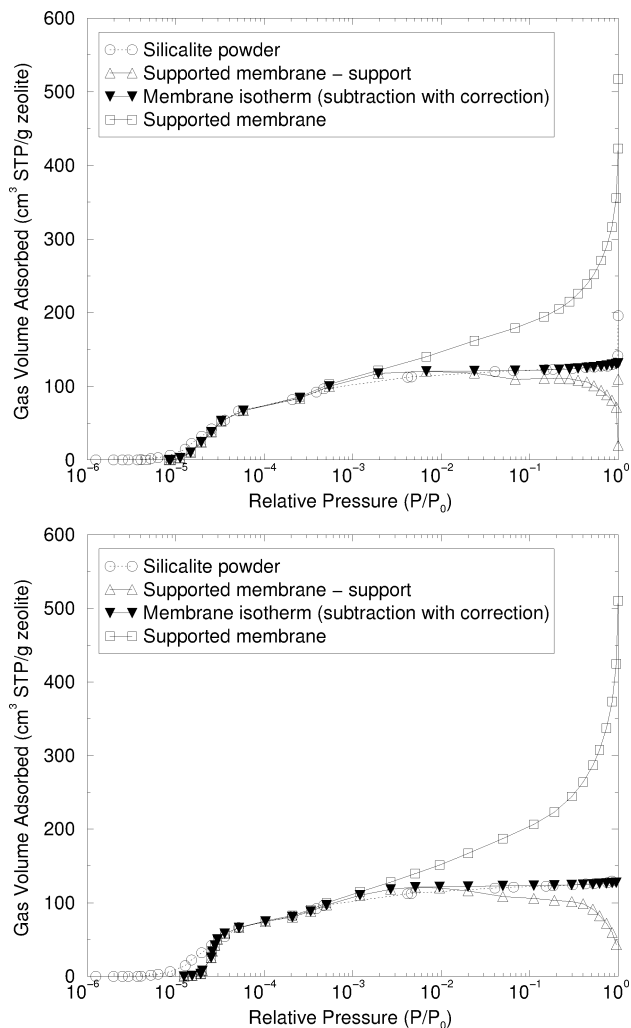 600
500
400
300
200
100
0
Gas Volume Adsorbed (cm³ STP/g zeolite)
Silicalite powder
Supported membrane − support
Membrane isotherm (subtraction with correction)
Supported membrane
10⁻⁶ 10⁻⁵ 10⁻⁴ 10⁻³ 10⁻² 10⁻¹ 10⁰
Relative Pressure (P/P₀)
600
500
400
300
200
100
0
Gas Volume Adsorbed (cm³ STP/g zeolite)
Silicalite powder
Supported membrane − support
Membrane isotherm (subtraction with correction)
Supported membrane
10⁻⁶ 10⁻⁵ 10⁻⁴ 10⁻³ 10⁻² 10⁻¹ 10⁰
Relative Pressure (P/P₀)